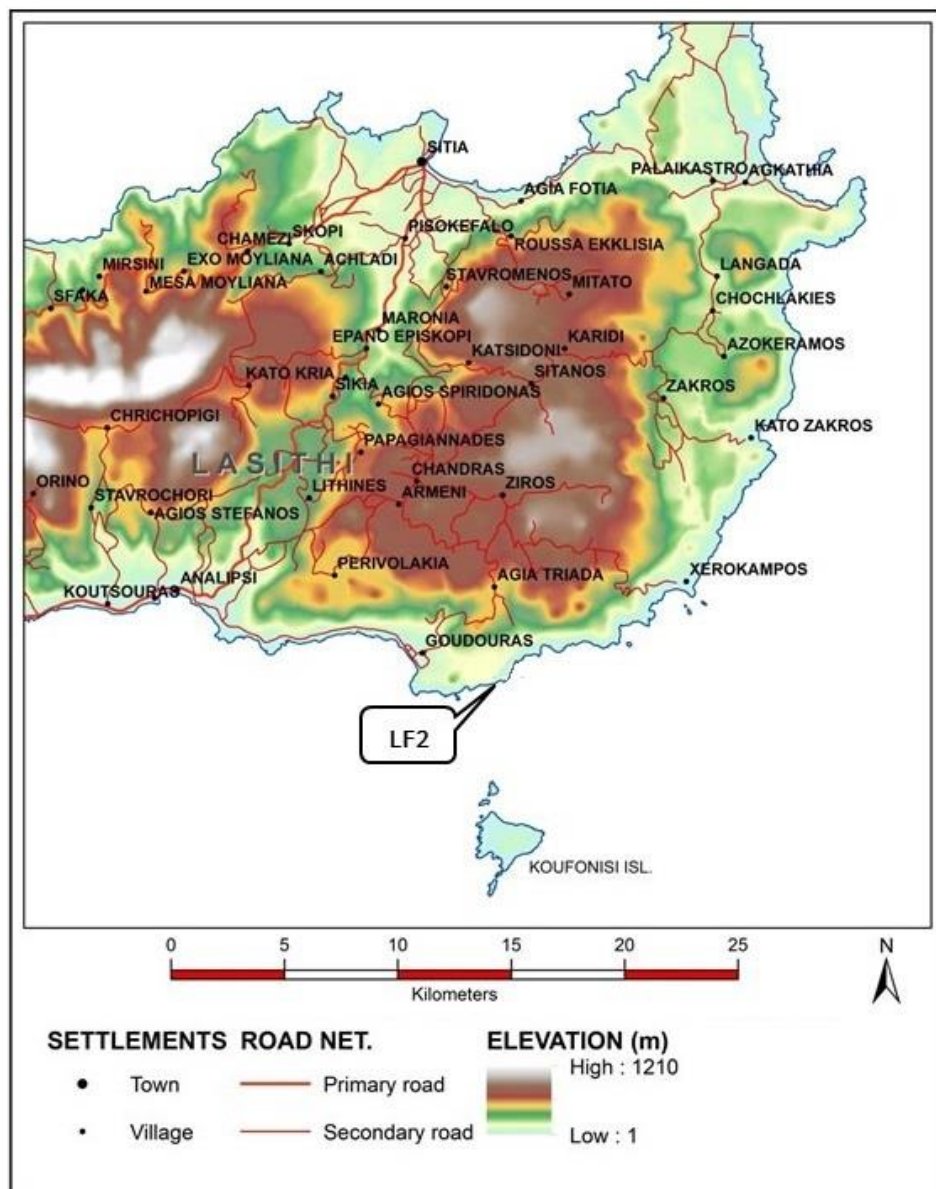 SITIA
PALAIKASTRO
AGKATHIA
AGIA FOTIA
PISOKEFALO
SKOPI
CHAMEZI
ROUSSA EKKLISIA
EXO MOYLIANA
ACHLADI
MIRSINI
LANGADA
STAVROMENOS
MESA MOYLIANA
MITATO
SFAKA
CHOCHLAKIES
MARONIA
EPANO EPISKOPI
KARIDI
AZOKERAMOS
KATSIDONI
KATO KRIA
SITANOS
SIKIA
AGIOS SPIRIDONAS
ZAKROS
CHRICHOPIGI
KATO ZAKROS
PAPAGIANNADES
LASITHI
CHANDRAS
ORINO
LITHINES
ZIROS
STAVROCHORI
ARMENI
AGIOS STEFANOS
PERIVOLAKIA
XEROKAMPOS
ANALIPSI
AGIA TRIADA
KOUTSOURAS
GOUDOURAS
LF2
KOUFONISI ISL.
0 5 10 15 20 25
Kilometers
N
SETTLEMENTS ROAD NET. ELEVATION (m)
High : 1210
Town Primary road
Village Secondary road
Low : 1